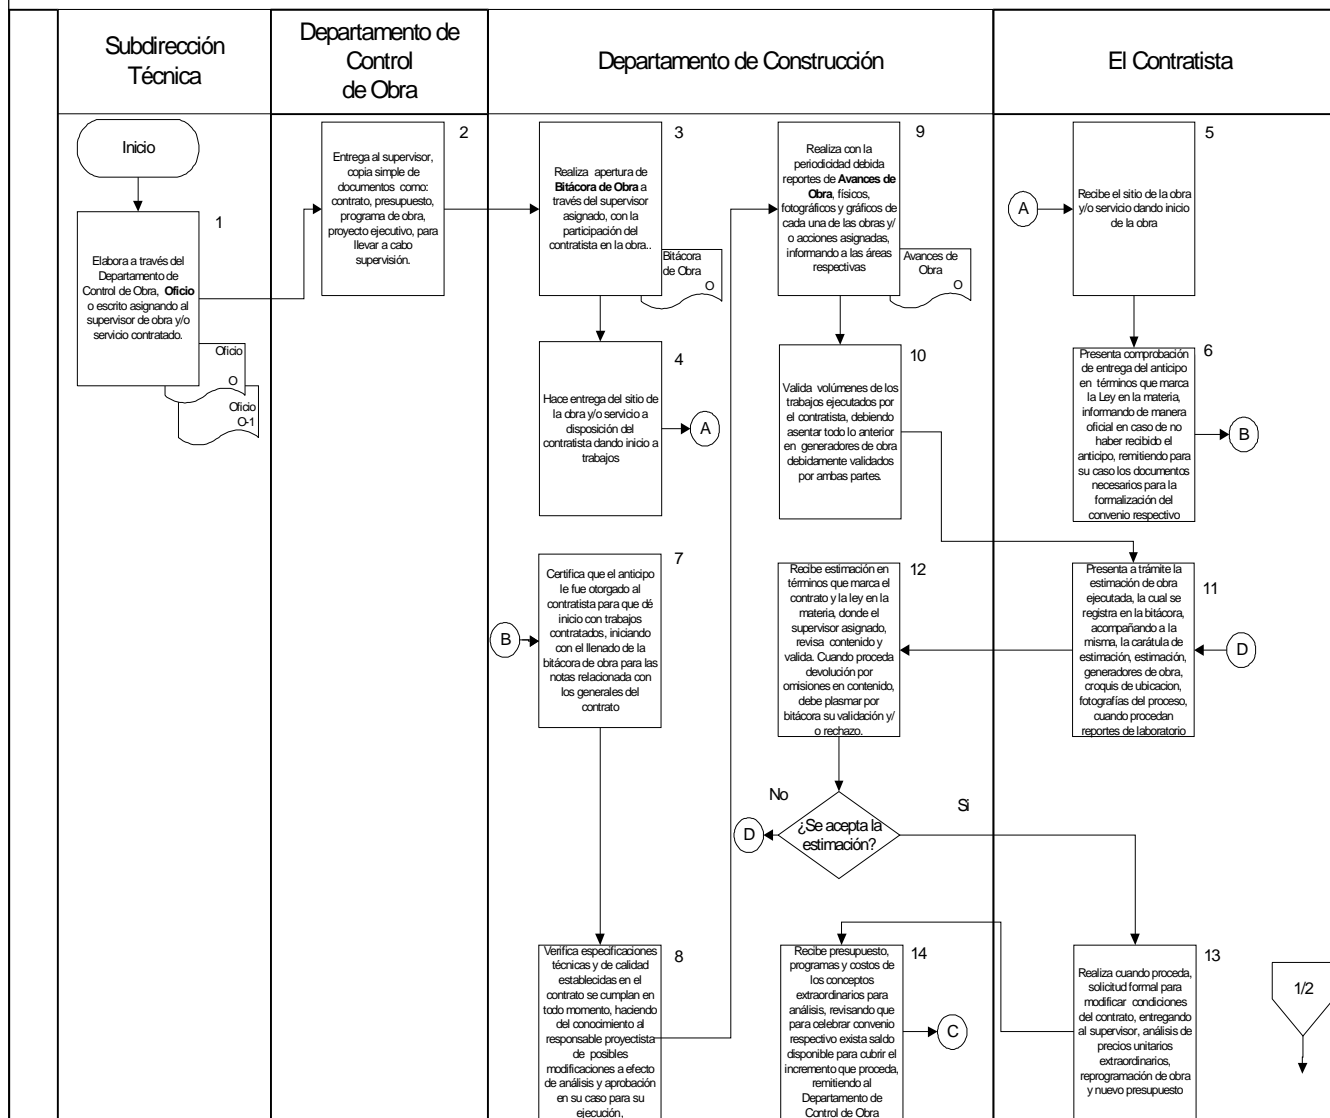 Subdirección
Técnica
Departamento de
Control
de Obra
Departamento de Construcción
El Contratista
Inicio
1
Elabora a través del
Departamento de
Control de Obra, Oficio
o escrito asignando al
supervisor de obra y/o
servicio contratado.
Oficio
O
Oficio
O-1
2
Entrega al supervisor,
copia simple de
documentos como:
contrato, presupuesto,
programa de obra,
proyecto ejecutivo, para
llevar a cabo
supervisión.
3
Realiza apertura de
Bitácora de Obra a
través del supervisor
asignado, con la
participación del
contratista en la obra..
Bitácora
de Obra
O
4
Hace entrega del sitio de
la obra y/o servicio a
disposición del
contratista dando inicio a
trabajos
A
A
5
Recibe el sitio de la obra
y/o servicio dando inicio
de la obra
6
Presenta comprobación
de entrega del anticipo
en términos que marca
la Ley en la materia,
informando de manera
oficial en caso de no
haber recibido el
anticipo, remitiendo para
su caso los documentos
necesarios para la
formalización del
convenio respectivo
B
B
7
Certifica que el anticipo
le fue otorgado al
contratista para que dé
inicio con trabajos
contratados, iniciando
con el llenado de la
bitácora de obra para las
notas relacionada con
los generales del
contrato
8
Verifica especificaciones
técnicas y de calidad
establecidas en el
contrato se cumplan en
todo momento, haciendo
del conocimiento al
responsable proyectista
de posibles
modificaciones a efecto
de análisis y aprobación
en su caso para su
ejecución,
9
Realiza con la
periodicidad debida
reportes de Avances de
Obra, físicos,
fotográficos y gráficos de
cada una de las obras y/
o acciones asignadas,
informando a las áreas
respectivas
Avances de
Obra
O
10
Valida volúmenes de los
trabajos ejecutados por
el contratista, debiendo
asentar todo lo anterior
en generadores de obra
debidamente validados
por ambas partes.
11
Presenta a trámite la
estimación de obra
ejecutada, la cual se
registra en la bitácora,
acompañando a la
misma, la carátula de
estimación, estimación,
generadores de obra,
croquis de ubicacion,
fotografías del proceso,
cuando procedan
reportes de laboratorio
D
12
Recibe estimación en
términos que marca el
contrato y la ley en la
materia, donde el
supervisor asignado,
revisa contenido y
valida. Cuando proceda
devolución por
omisiones en contenido,
debe plasmar por
bitácora su validación y/
o rechazo.
¿Se acepta la
estimación?
No
D
Si
13
Realiza cuando proceda,
solicitud formal para
modificar condiciones
del contrato, entregando
al supervisor, análisis de
precios unitarios
extraordinarios,
reprogramación de obra
y nuevo presupuesto
14
Recibe presupuesto,
programas y costos de
los conceptos
extraordinarios para
análisis, revisando que
para celebrar convenio
respectivo exista saldo
disponible para cubrir el
incremento que proceda,
remitiendo al
Departamento de
Control de Obra
C
1/2